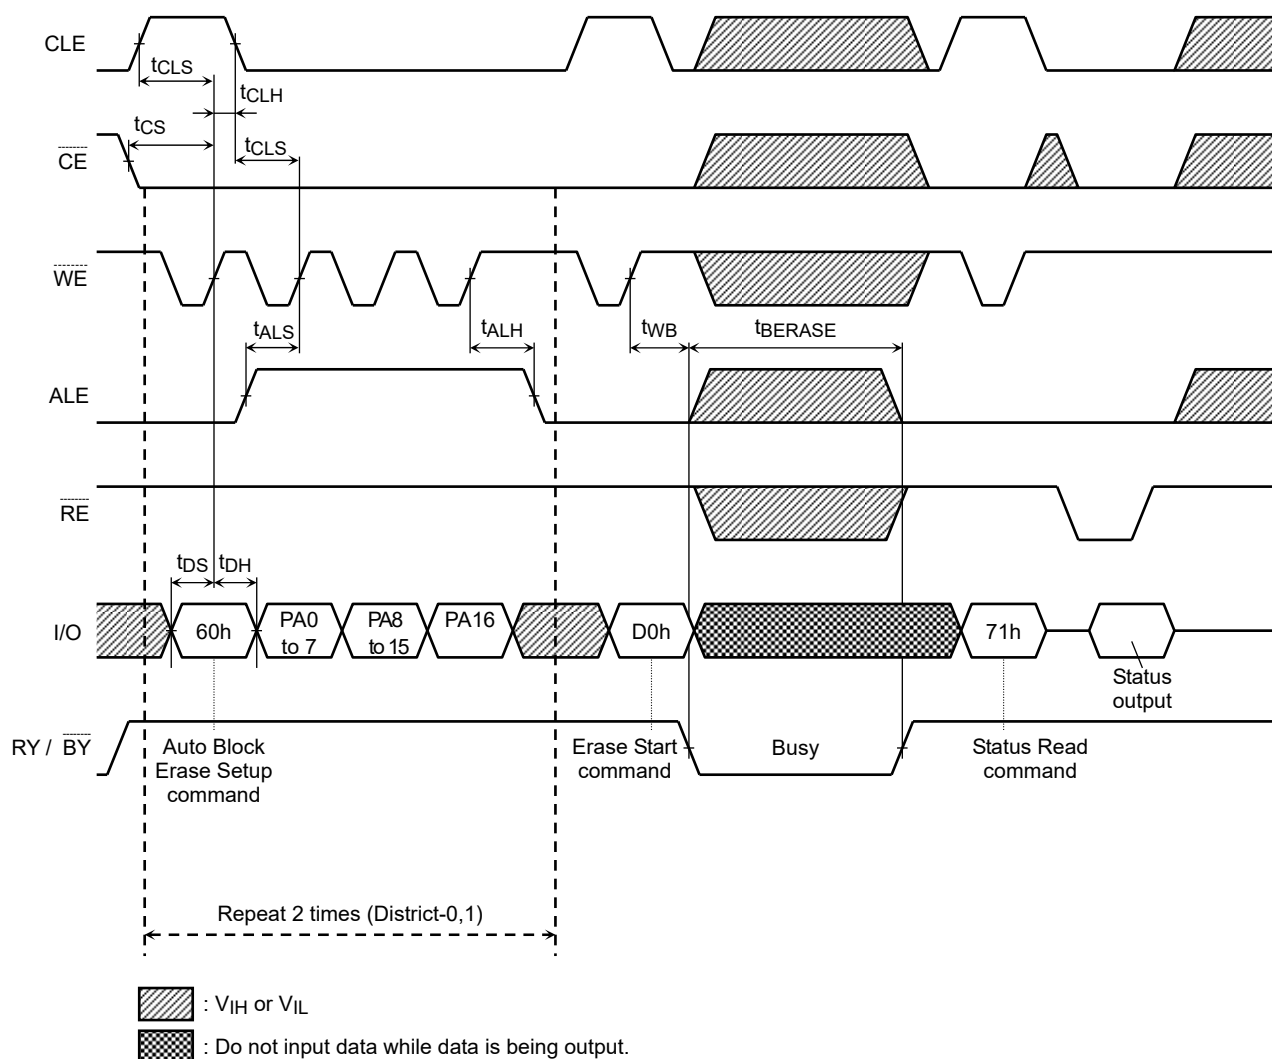 CLE
tCLS
tCLH
tCS
CE
tCLS
WE
tALS
tALH
tWB
tBERASE
ALE
RE
tDS
tDH
I/O
60h
PA0
to 7
PA8
to 15
PA16
D0h
71h
Status
output
RY / BY
Auto Block
Erase Setup
command
Erase Start
command
Busy
Status Read
command
Repeat 2 times (District-0,1)
: VIH or VIL
: Do not input data while data is being output.